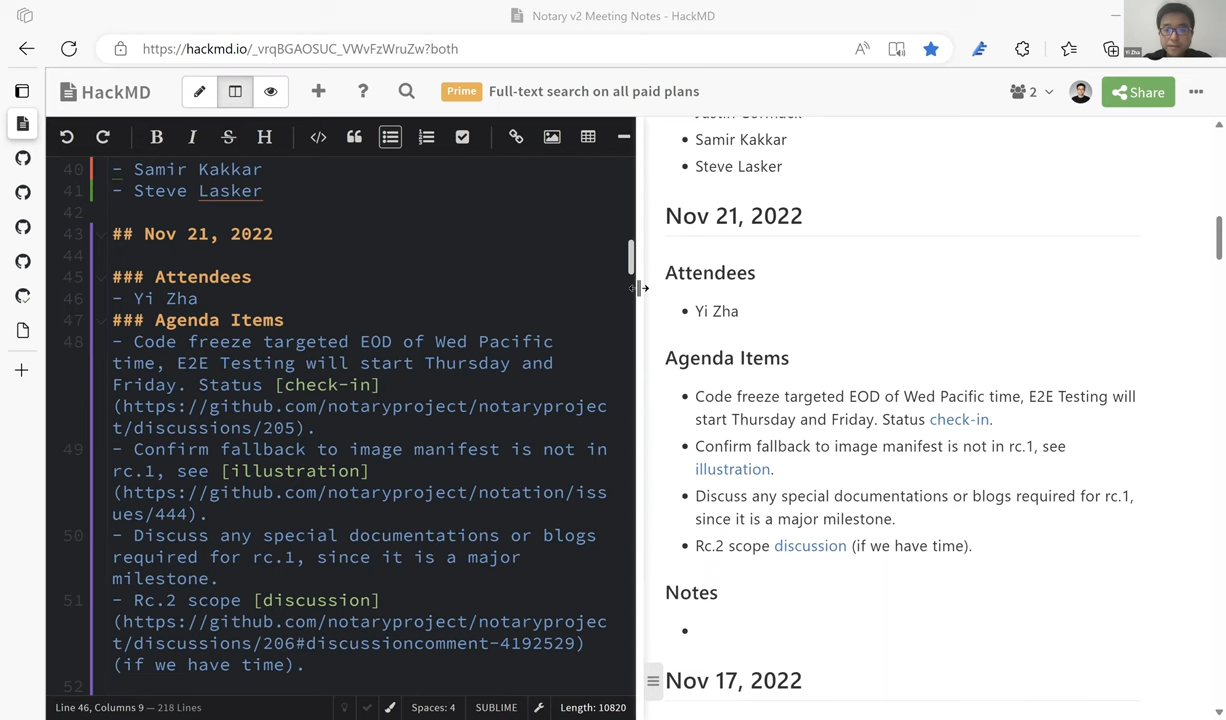 Notary v2 Meeting Notes - HackMD
https://hackmd.io/_vrqBGAOSUC_VWvFzWruZw?both
Yi Zha
HackMD
Prime Full-text search on all paid plans
2
Share
B I S H
40 - Samir Kakkar
41 - Steve Lasker
42
43 ## Nov 21, 2022
44
45 ### Attendees
46 - Yi Zha
47 ### Agenda Items
48 - Code freeze targeted EOD of Wed Pacific
time, E2E Testing will start Thursday and
Friday. Status [check-in]
(https://github.com/notaryproject/notaryprojec
t/discussions/205).
49 - Confirm fallback to image manifest is not in
rc.1, see [illustration]
(https://github.com/notaryproject/notation/iss
ues/444).
50 - Discuss any special documentations or blogs
required for rc.1, since it is a major
milestone.
51 - Rc.2 scope [discussion]
(https://github.com/notaryproject/notaryprojec
t/discussions/206#discussioncomment-4192529)
(if we have time).
52
Line 46, Columns 9 — 218 Lines
Spaces: 4
SUBLIME
Length: 10820
Justin Cormack
• Samir Kakkar
• Steve Lasker
Nov 21, 2022
Attendees
• Yi Zha
Agenda Items
• Code freeze targeted EOD of Wed Pacific time, E2E Testing will
start Thursday and Friday. Status check-in.
• Confirm fallback to image manifest is not in rc.1, see
illustration.
• Discuss any special documentations or blogs required for rc.1,
since it is a major milestone.
• Rc.2 scope discussion (if we have time).
Notes
•
Nov 17, 2022